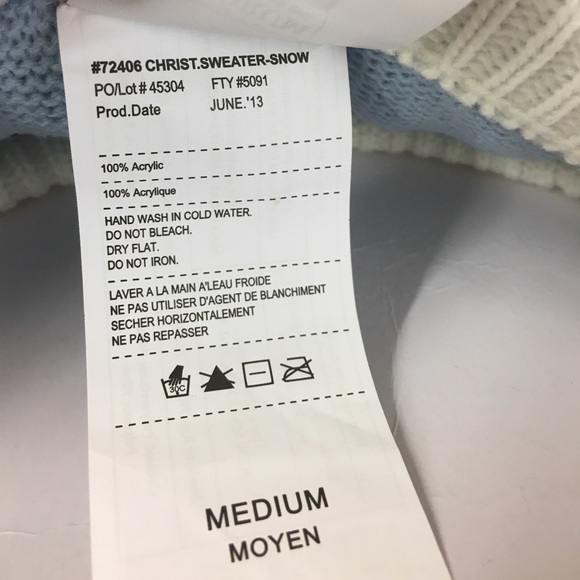 #72406 CHRIST.SWEATER-SNOW
PO/Lot# 45304 FTY #5091
Prod.Date JUNE.'13
100% Acrylic
100% Acrylique
HAND WASH IN COLD WATER.
DO NOT BLEACH.
DRY FLAT.
DO NOT IRON.
LAVER A LA MAIN A'LEAU FROIDE
NE PAS UTILISER D'AGENT DE BLANCHIMENT
SECHER HORIZONTALEMENT
NE PAS REPASSER
30C
MEDIUM
MOYEN